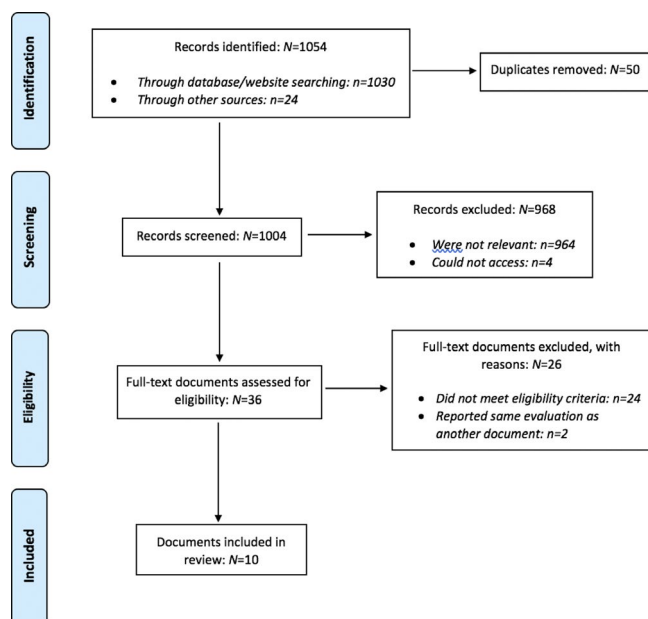 Identification
Records identified: N=1054
• Through database/website searching: n=1030
• Through other sources: n=24
Duplicates removed: N=50
Screening
Records screened: N=1004
Records excluded: N=968
• Were not relevant: n=964
• Could not access: n=4
Eligibility
Full-text documents assessed for
eligibility: N=36
Full-text documents excluded, with
reasons: N=26
• Did not meet eligibility criteria: n=24
• Reported same evaluation as
another document: n=2
Included
Documents included in
review: N=10